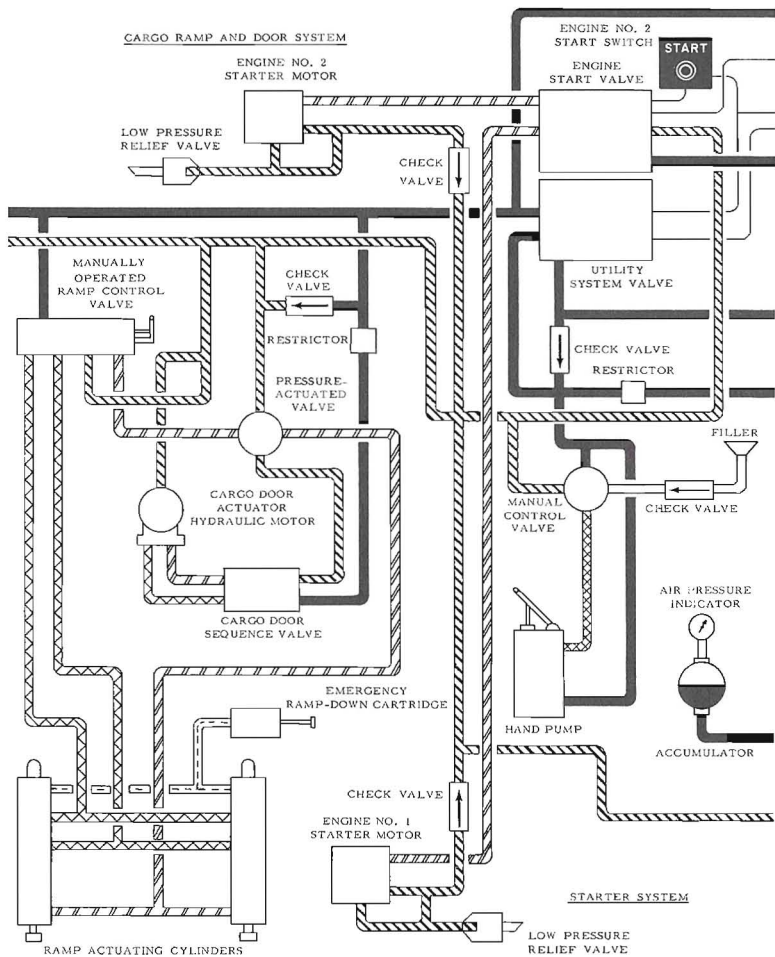 CARGO RAMP AND DOOR SYSTEM
ENGINE NO. 2
START SWITCH
START
ENGINE NO. 2
STARTER MOTOR
ENGINE
START VALVE
LOW PRESSURE
RELIEF VALVE
CHECK
VALVE
MANUALLY
OPERATED
RAMP CONTROL
VALVE
CHECK
VALVE
UTILITY
SYSTEM VALVE
RESTRICTOR
CHECK VALVE
RESTRICTOR
PRESSURE-
ACTUATED
VALVE
FILLER
CARGO DOOR
ACTUATOR
HYDRAULIC MOTOR
MANUAL
CONTROL
VALVE
CHECK VALVE
CARGO DOOR
SEQUENCE VALVE
AIR PRESSURE
INDICATOR
EMERGENCY
RAMP-DOWN CARTRIDGE
HAND PUMP
ACCUMULATOR
CHECK VALVE
ENGINE NO. 1
STARTER MOTOR
STARTER SYSTEM
LOW PRESSURE
RELIEF VALVE
RAMP ACTUATING CYLINDERS